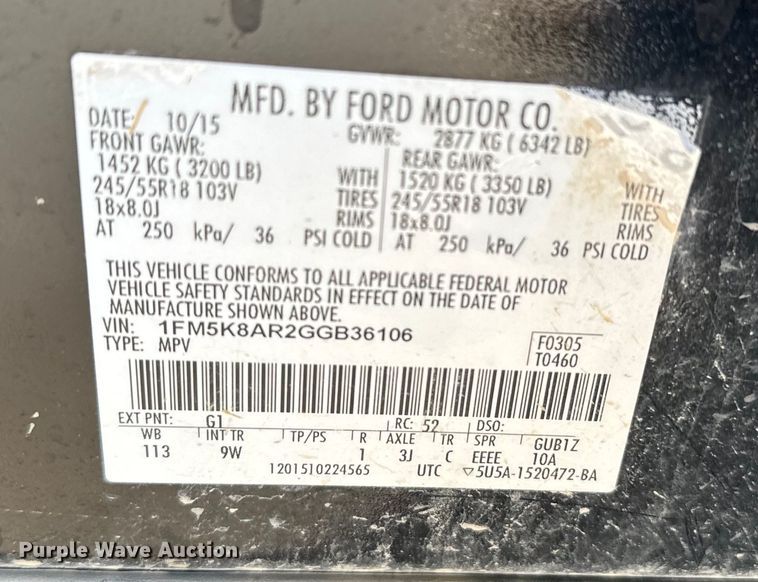 MFD. BY FORD MOTOR CO.
DATE: 10/15 GVWR: 2877 KG ( 6342 LB)
FRONT GAWR: REAR GAWR:
1452 KG ( 3200 LB) WITH 1520 KG ( 3350 LB) WITH
245/55R18 103V TIRES 245/55R18 103V TIRES
18x8.0J RIMS 18x8.0J RIMS
AT 250 kPa/ 36 PSI COLD AT 250 kPa/ 36 PSI COLD
THIS VEHICLE CONFORMS TO ALL APPLICABLE FEDERAL MOTOR
VEHICLE SAFETY STANDARDS IN EFFECT ON THE DATE OF
MANUFACTURE SHOWN ABOVE.
VIN: 1FM5K8AR2GGB36106 F0305
TYPE: MPV T0460
EXT PNT: G1 RC: 52 DSO:
WB INT TR TP/PS R AXLE TR SPR GUB1Z
113 9W 1 3J C EEEE 10A
1201510224565 UTC ▽5U5A-1520472-BA
Purple Wave Auction